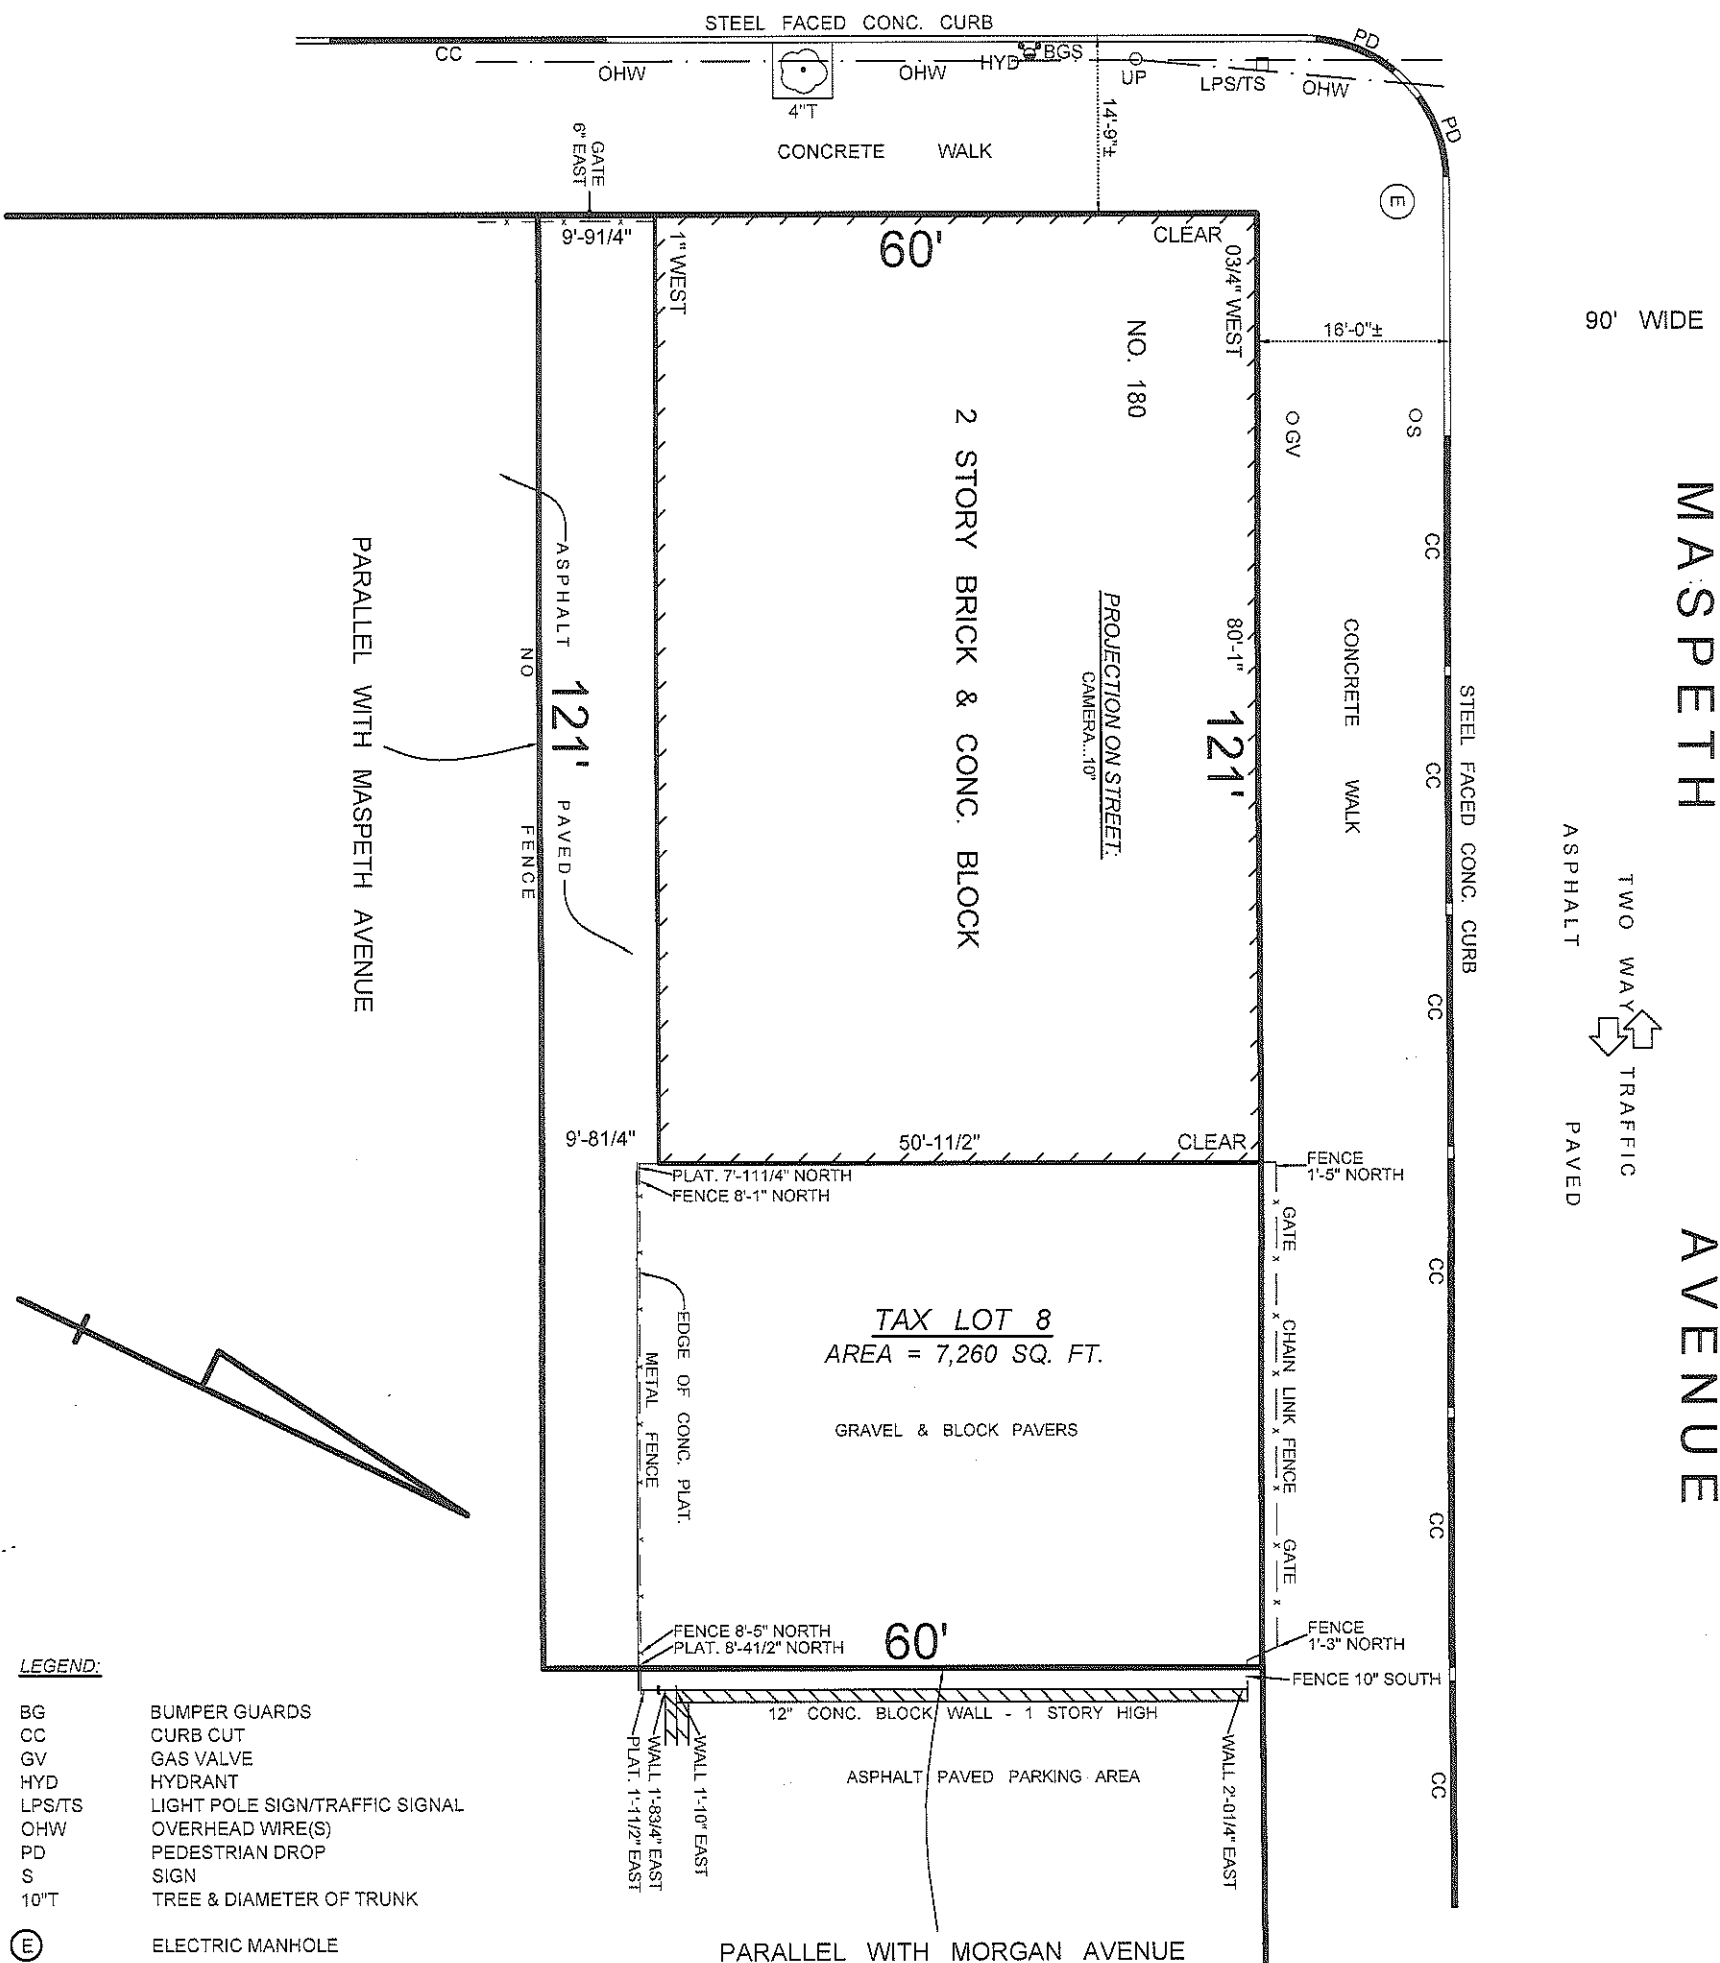 STEEL FACED CONC. CURB
CC
OHW
4"T
OHW
HYD
BGS
UP
LPS/TS
OHW
PD
PD
14'-9"±
CONCRETE WALK
GATE
6" EAST
E
9'-91/4"
1" WEST
60'
CLEAR
03/4" WEST
16'-0"±
90' WIDE
NO. 180
GV
S
MASPETH AVENUE
2 STORY BRICK & CONC. BLOCK
PROJECTION ON STREET:
CAMERA...10"
80'-1"
121'
CONCRETE WALK
STEEL FACED CONC. CURB
CC
CC
CC
CC
CC
CC
TWO WAY TRAFFIC
ASPHALT PAVED
ASPHALT PAVED
121'
NO FENCE
PARALLEL WITH MASPETH AVENUE
9'-81/4"
50'-11/2"
CLEAR
PLAT. 7'-111/4" NORTH
FENCE 8'-1" NORTH
FENCE
1'-5" NORTH
GATE
CHAIN LINK FENCE
GATE
TAX LOT 8
AREA = 7,260 SQ. FT.
GRAVEL & BLOCK PAVERS
EDGE OF CONC. PLAT.
METAL FENCE
FENCE 8'-5" NORTH
PLAT. 8'-41/2" NORTH
60'
FENCE
1'-3" NORTH
FENCE 10" SOUTH
12" CONC. BLOCK WALL - 1 STORY HIGH
WALL 1'-10" EAST
WALL 1'-83/4" EAST
PLAT. 1'-11/2" EAST
WALL 2'-01/4" EAST
ASPHALT PAVED PARKING AREA
PARALLEL WITH MORGAN AVENUE
LEGEND:
BG BUMPER GUARDS
CC CURB CUT
GV GAS VALVE
HYD HYDRANT
LPS/TS LIGHT POLE SIGN/TRAFFIC SIGNAL
OHW OVERHEAD WIRE(S)
PD PEDESTRIAN DROP
S SIGN
10"T TREE & DIAMETER OF TRUNK
E ELECTRIC MANHOLE